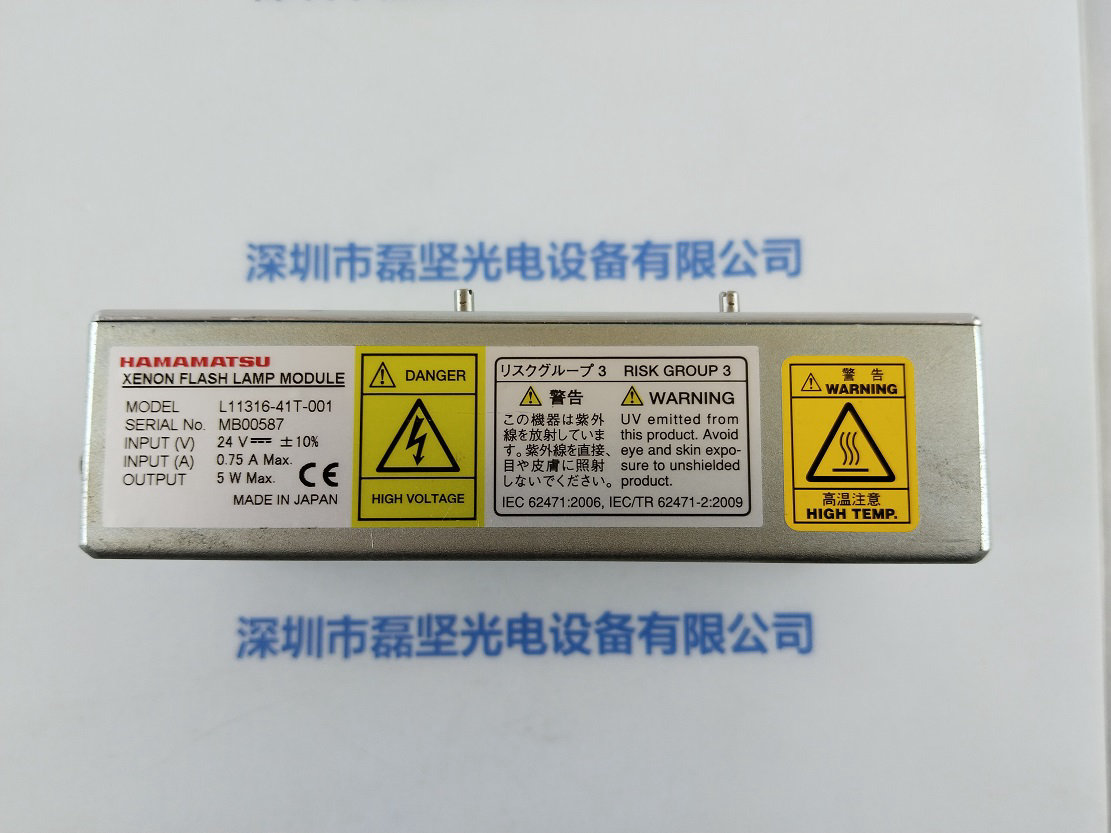 深圳市磊坚光电设备有限公司
HAMAMATSU
XENON FLASH LAMP MODULE
MODEL L11316-41T-001
SERIAL No. MB00587
INPUT (V) 24 V ⎓ ±10%
INPUT (A) 0.75 A Max.
OUTPUT 5 W Max.
CE
MADE IN JAPAN
DANGER
HIGH VOLTAGE
リスクグループ 3 RISK GROUP 3
警告
この機器は紫外
線を放射していま
す。紫外線を直接、
目や皮膚に照射
しないでください。
WARNING
UV emitted from
this product. Avoid
eye and skin expo-
sure to unshielded
product.
IEC 62471:2006, IEC/TR 62471-2:2009
警告
WARNING
高温注意
HIGH TEMP.
深圳市磊坚光电设备有限公司